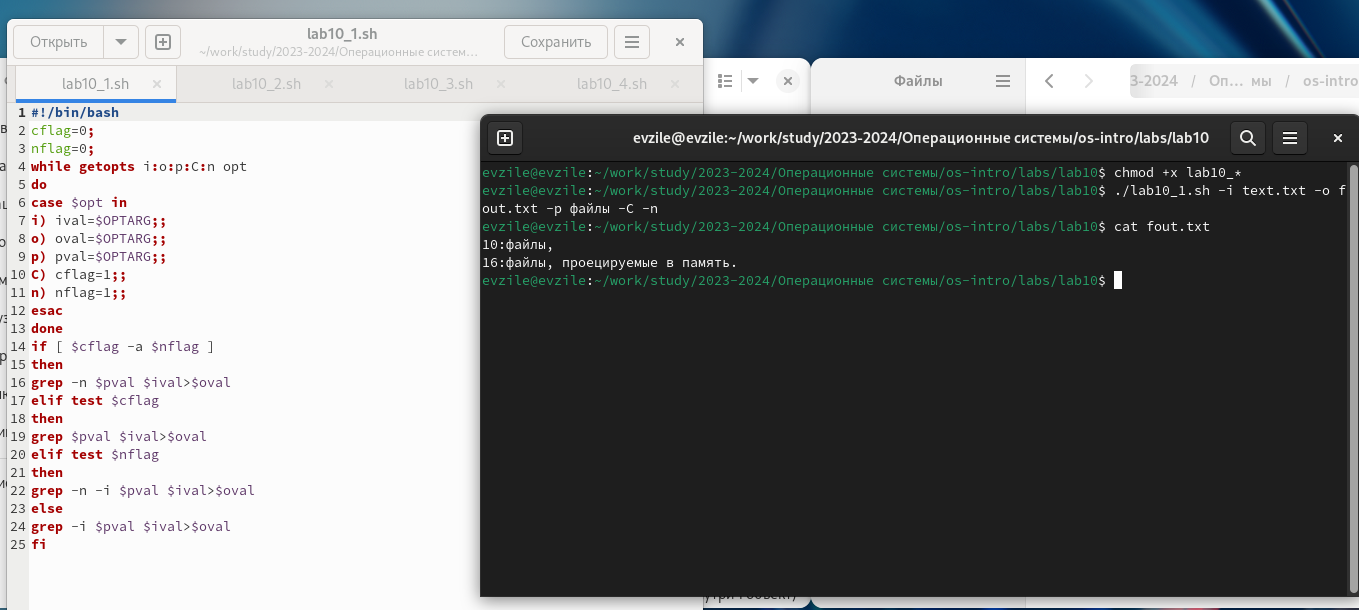 Открыть
lab10_1.sh
~/work/study/2023-2024/Операционные систем…
Сохранить
lab10_1.sh
lab10_2.sh
lab10_3.sh
lab10_4.sh
1 #!/bin/bash
2 cflag=0;
3 nflag=0;
4 while getopts i:o:p:C:n opt
5 do
6 case $opt in
7 i) ival=$OPTARG;;
8 o) oval=$OPTARG;;
9 p) pval=$OPTARG;;
10 C) cflag=1;;
11 n) nflag=1;;
12 esac
13 done
14 if [ $cflag -a $nflag ]
15 then
16 grep -n $pval $ival>$oval
17 elif test $cflag
18 then
19 grep $pval $ival>$oval
20 elif test $nflag
21 then
22 grep -n -i $pval $ival>$oval
23 else
24 grep -i $pval $ival>$oval
25 fi
Файлы
3-2024 / Оп… мы / os-intro
evzile@evzile:~/work/study/2023-2024/Операционные системы/os-intro/labs/lab10
evzile@evzile:~/work/study/2023-2024/Операционные системы/os-intro/labs/lab10$ chmod +x lab10_*
evzile@evzile:~/work/study/2023-2024/Операционные системы/os-intro/labs/lab10$ ./lab10_1.sh -i text.txt -o f
out.txt -p файлы -C -n
evzile@evzile:~/work/study/2023-2024/Операционные системы/os-intro/labs/lab10$ cat fout.txt
10:файлы,
16:файлы, проецируемые в память.
evzile@evzile:~/work/study/2023-2024/Операционные системы/os-intro/labs/lab10$